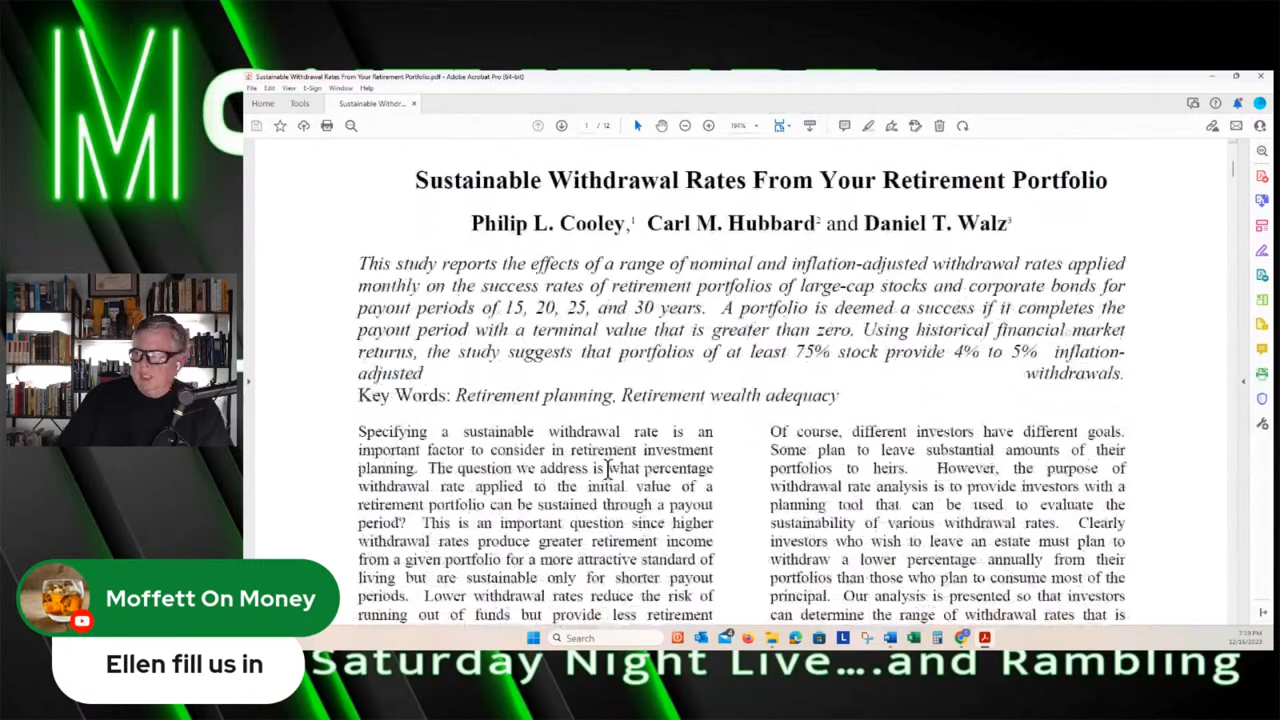 M
Sustainable Withdrawal Rates From Your Retirement Portfolio.pdf - Adobe Acrobat Pro (64-bit)
File Edit View E-Sign Window Help
Home Tools Sustainable Withdr... ×
1 / 12 194%
Sustainable Withdrawal Rates From Your Retirement Portfolio
Philip L. Cooley,1 Carl M. Hubbard2 and Daniel T. Walz3
This study reports the effects of a range of nominal and inflation-adjusted withdrawal rates applied
monthly on the success rates of retirement portfolios of large-cap stocks and corporate bonds for
payout periods of 15, 20, 25, and 30 years. A portfolio is deemed a success if it completes the
payout period with a terminal value that is greater than zero. Using historical financial market
returns, the study suggests that portfolios of at least 75% stock provide 4% to 5% inflation-
adjusted withdrawals.
Key Words: Retirement planning, Retirement wealth adequacy
Specifying a sustainable withdrawal rate is an
important factor to consider in retirement investment
planning. The question we address is what percentage
withdrawal rate applied to the initial value of a
retirement portfolio can be sustained through a payout
period? This is an important question since higher
withdrawal rates produce greater retirement income
from a given portfolio for a more attractive standard of
living but are sustainable only for shorter payout
periods. Lower withdrawal rates reduce the risk of
running out of funds but provide less retirement
Of course, different investors have different goals.
Some plan to leave substantial amounts of their
portfolios to heirs. However, the purpose of
withdrawal rate analysis is to provide investors with a
planning tool that can be used to evaluate the
sustainability of various withdrawal rates. Clearly
investors who wish to leave an estate must plan to
withdraw a lower percentage annually from their
portfolios than those who plan to consume most of the
principal. Our analysis is presented so that investors
can determine the range of withdrawal rates that is
Search
7:29 PM
12/16/2023
Moffett On Money
Ellen fill us in
Saturday Night Live....and Rambling